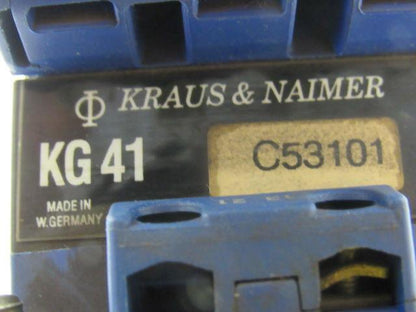 KRAUS & NAIMER
KG 41
C53101
MADE IN
W. GERMANY